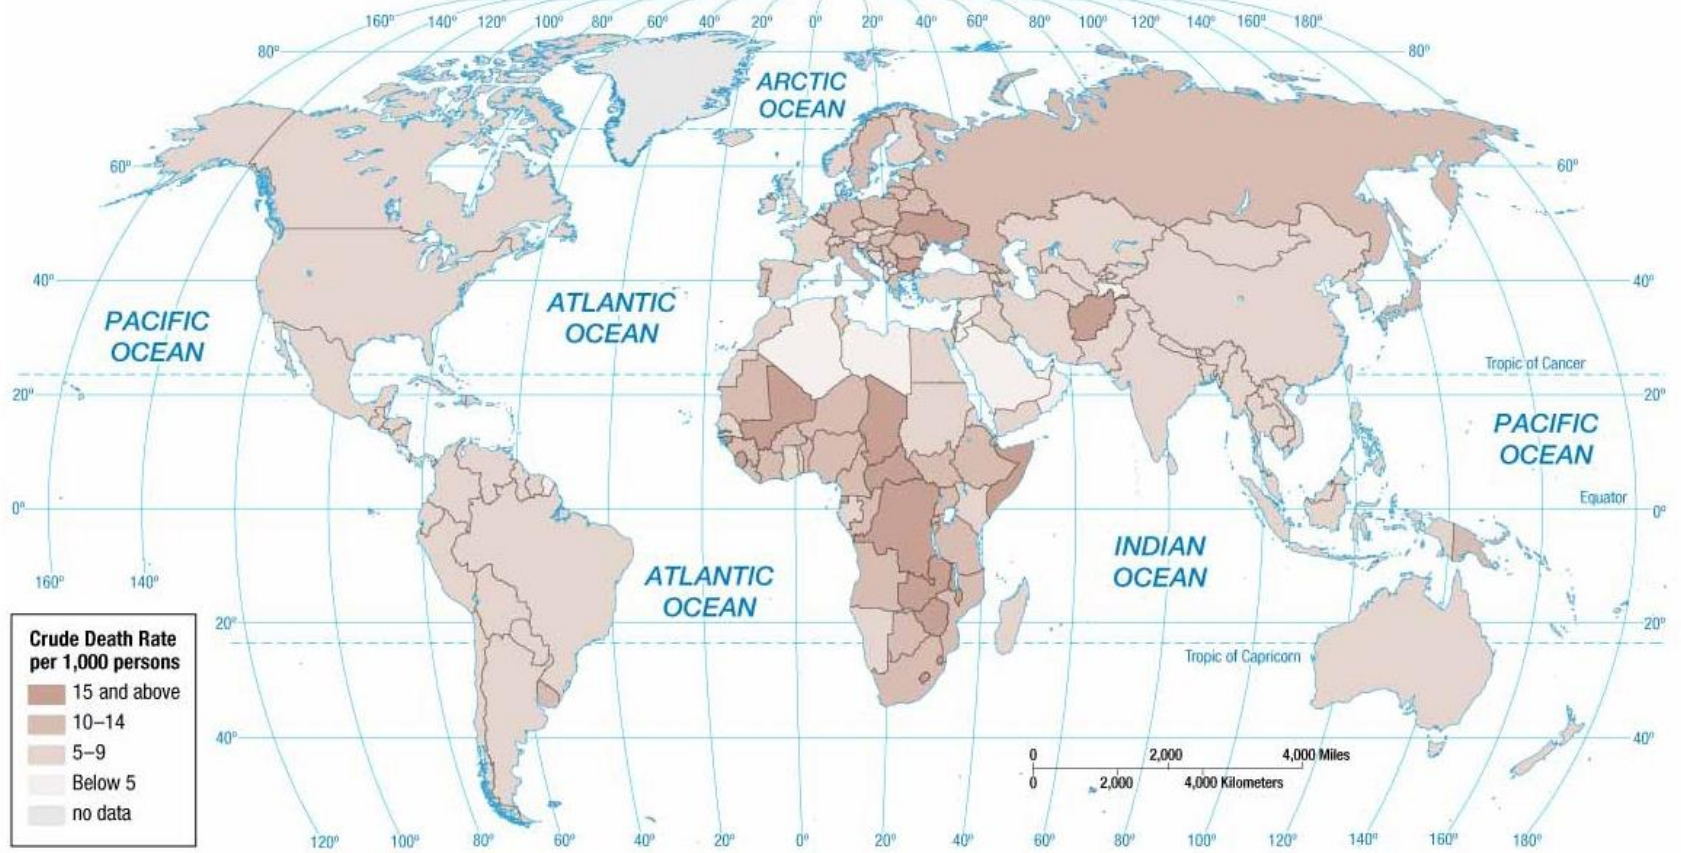 160° 140° 120° 100° 80° 60° 40° 20° 0° 20° 40° 60° 80° 100° 120° 140° 160° 180°
80° 80°
ARCTIC
OCEAN
60° 60°
40° 40°
PACIFIC
OCEAN
ATLANTIC
OCEAN
Tropic of Cancer
20° 20°
PACIFIC
OCEAN
Equator
0° 0°
INDIAN
OCEAN
160° 140°
ATLANTIC
OCEAN
20° 20°
Tropic of Capricorn
40° 40°
Crude Death Rate
per 1,000 persons
15 and above
10–14
5–9
Below 5
no data
0 2,000 4,000 Miles
0 2,000 4,000 Kilometers
120° 100° 80° 60° 40° 20° 0° 20° 40° 60° 80° 100° 120° 140° 160° 180°